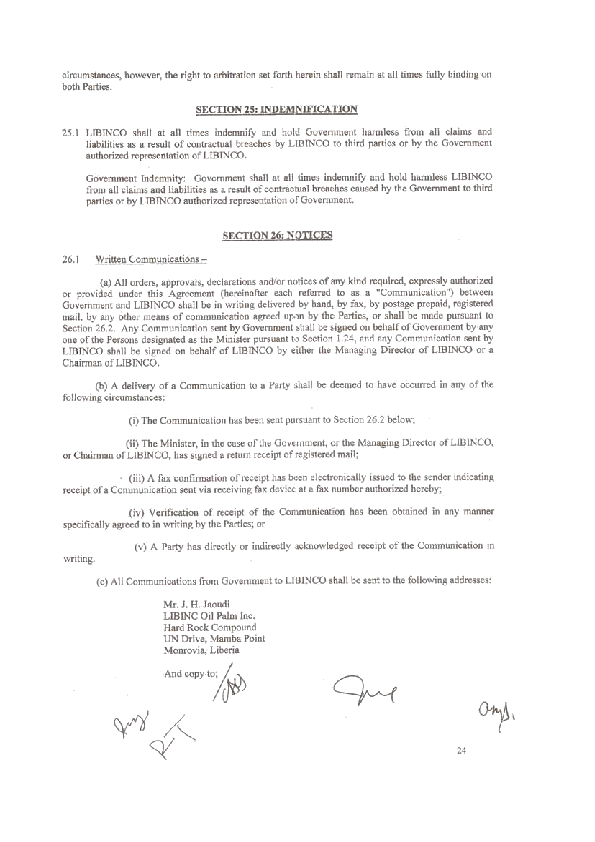 circumstances, however, the right to arbitration set forth herein shall remain at all times fully binding on
both Parties.
SECTION 25: INDEMNIFICATION
25.1 LIBINCO shall at all times indemnify and hold Government harmless from all claims and
liabilities as a result of contractual breaches by LIBINCO to third parties or by the Government
authorized representation of LIBINCO.
Government Indemnity: Government shall at all times indemnify and hold harmless LIBINCO
from all claims and liabilities as a result of contractual breaches caused by the Government to third
parties or by LIBINCO authorized representation of Government.
SECTION 26: NOTICES
26.1 Written Communications –
(a) All orders, approvals, declarations and/or notices of any kind required, expressly authorized
or provided under this Agreement (hereinafter each referred to as a "Communication") between
Government and LIBINCO shall be in writing delivered by hand, by fax, by postage prepaid, registered
mail, by any other means of communication agreed upon by the Parties, or shall be made pursuant to
Section 26.2. Any Communication sent by Government shall be signed on behalf of Government by any
one of the Persons designated as the Minister pursuant to Section 1.24, and any Communication sent by
LIBINCO shall be signed on behalf of LIBINCO by either the Managing Director of LIBINCO or a
Chairman of LIBINCO.
(b) A delivery of a Communication to a Party shall be deemed to have occurred in any of the
following circumstances:
(i) The Communication has been sent pursuant to Section 26.2 below;
(ii) The Minister, in the case of the Government, or the Managing Director of LIBINCO,
or Chairman of LIBINCO, has signed a return receipt of registered mail;
(iii) A fax confirmation of receipt has been electronically issued to the sender indicating
receipt of a Communication sent via receiving fax device at a fax number authorized hereby;
(iv) Verification of receipt of the Communication has been obtained in any manner
specifically agreed to in writing by the Parties; or
(v) A Party has directly or indirectly acknowledged receipt of the Communication in
writing.
(c) All Communications from Government to LIBINCO shall be sent to the following addresses:
Mr. J. H. Jaoudi
LIBINC Oil Palm Inc.
Hard Rock Compound
UN Drive, Mamba Point
Monrovia, Liberia
And copy to:
24